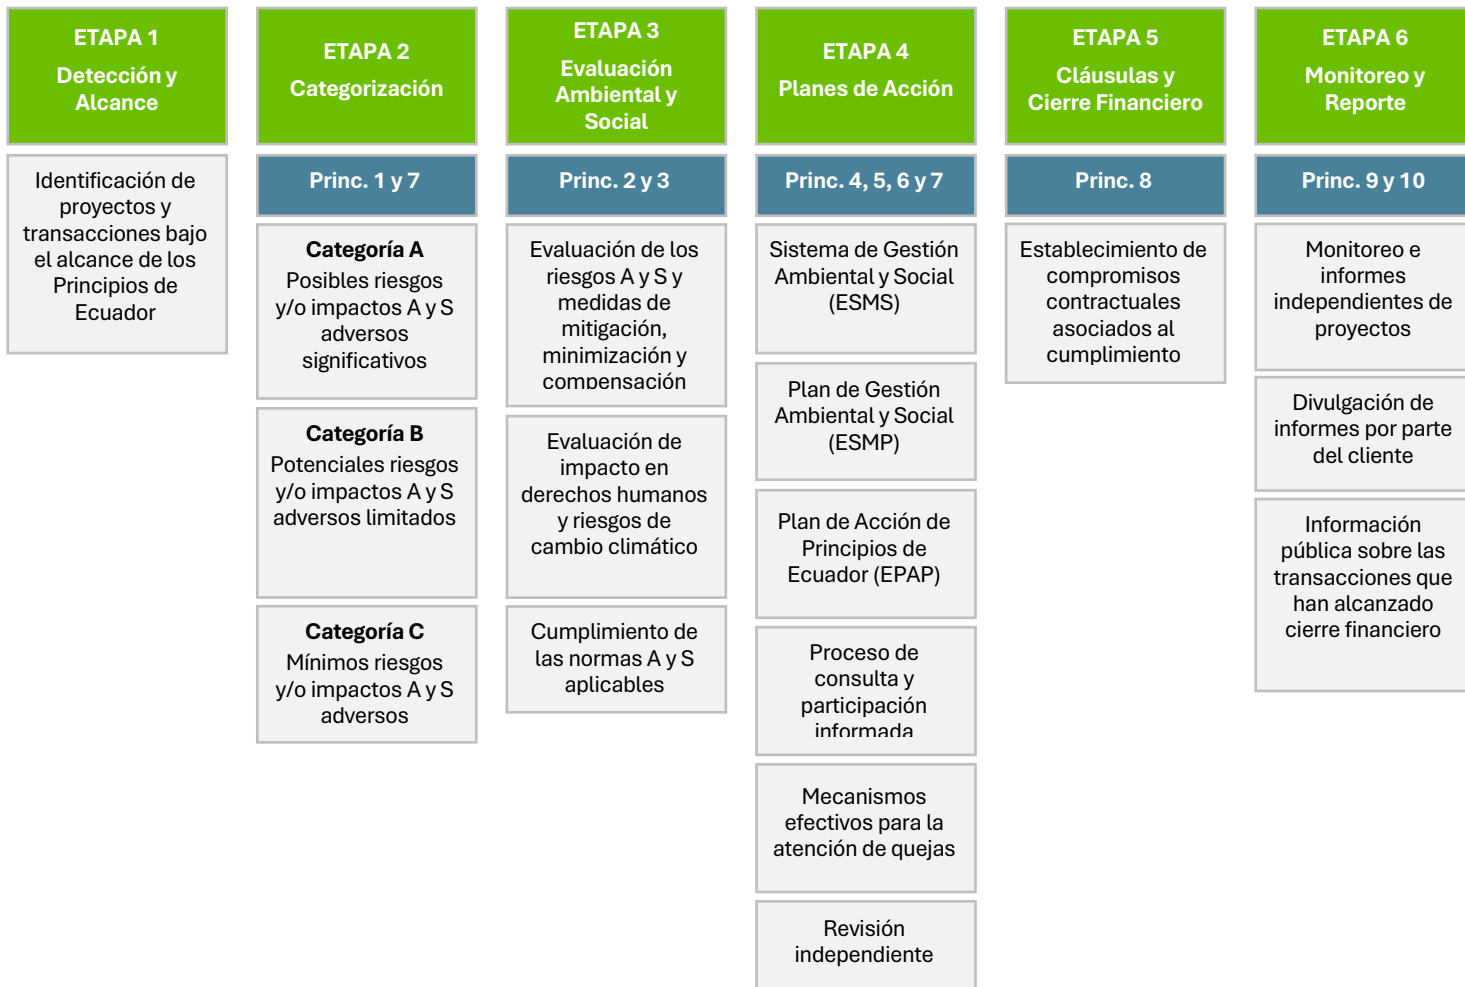 ETAPA 1
Detección y
Alcance
Identificación de
proyectos y
transacciones bajo
el alcance de los
Principios de
Ecuador
ETAPA 2
Categorización
Princ. 1 y 7
Categoría A
Posibles riesgos
y/o impactos A y S
adversos
significativos
Categoría B
Potenciales riesgos
y/o impactos A y S
adversos limitados
Categoría C
Mínimos riesgos
y/o impactos A y S
adversos
ETAPA 3
Evaluación
Ambiental y
Social
Princ. 2 y 3
Evaluación de los
riesgos A y S y
medidas de
mitigación,
minimización y
compensación
Evaluación de
impacto en
derechos humanos
y riesgos de
cambio climático
Cumplimiento de
las normas A y S
aplicables
ETAPA 4
Planes de Acción
Princ. 4, 5, 6 y 7
Sistema de Gestión
Ambiental y Social
(ESMS)
Plan de Gestión
Ambiental y Social
(ESMP)
Plan de Acción de
Principios de
Ecuador (EPAP)
Proceso de
consulta y
participación
informada
Mecanismos
efectivos para la
atención de quejas
Revisión
independiente
ETAPA 5
Cláusulas y
Cierre Financiero
Princ. 8
Establecimiento de
compromisos
contractuales
asociados al
cumplimiento
ETAPA 6
Monitoreo y
Reporte
Princ. 9 y 10
Monitoreo e
informes
independientes de
proyectos
Divulgación de
informes por parte
del cliente
Información
pública sobre las
transacciones que
han alcanzado
cierre financiero